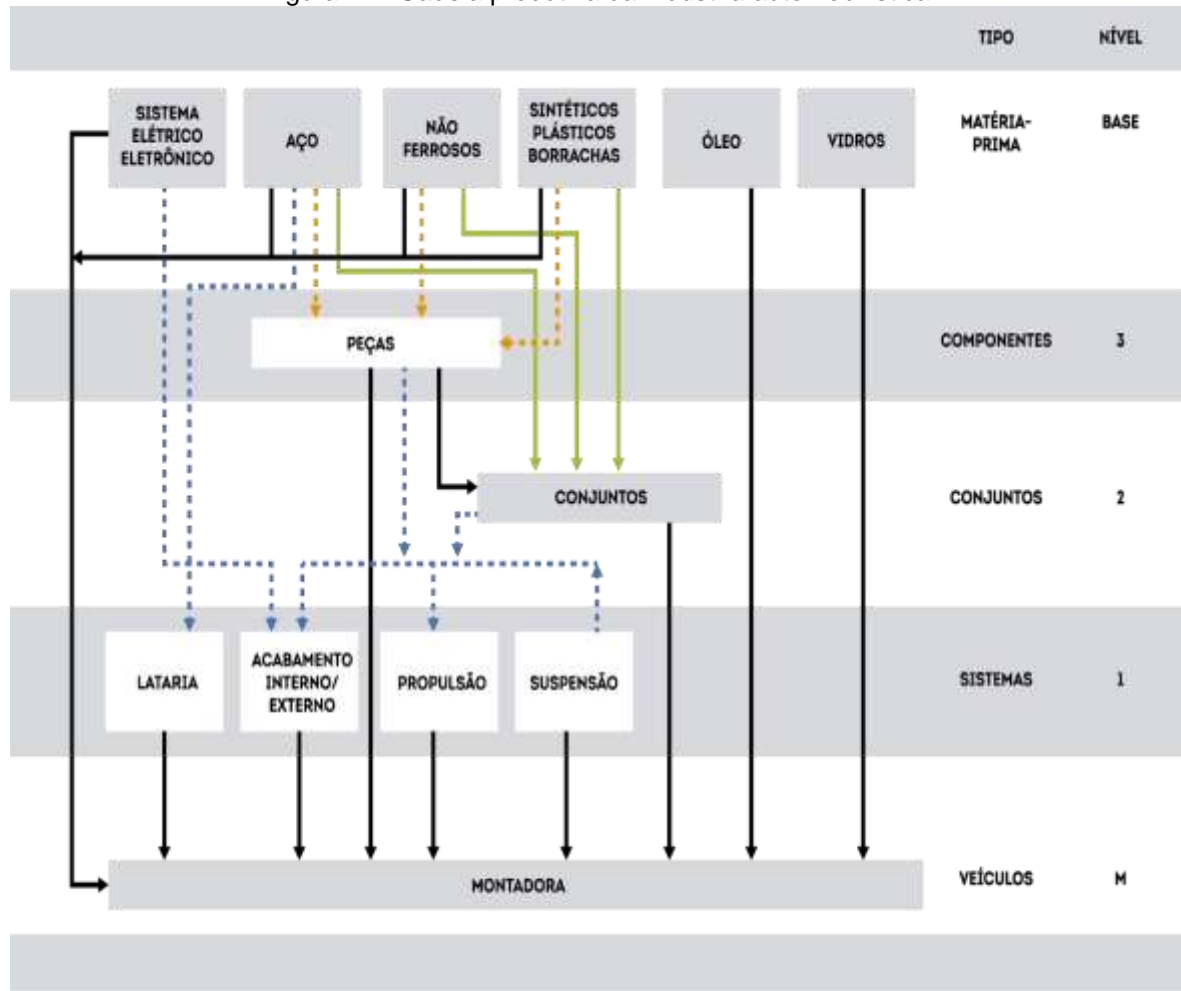 TIPO
NÍVEL
SISTEMA
ELÉTRICO
ELETRÔNICO
AÇO
NÃO
FERROSOS
SINTÉTICOS
PLÁSTICOS
BORRACHAS
ÓLEO
VIDROS
MATÉRIA-
PRIMA
BASE
PEÇAS
COMPONENTES
3
CONJUNTOS
CONJUNTOS
2
LATARIA
ACABAMENTO
INTERNO/
EXTERNO
PROPULSÃO
SUSPENSÃO
SISTEMAS
1
MONTADORA
VEÍCULOS
M